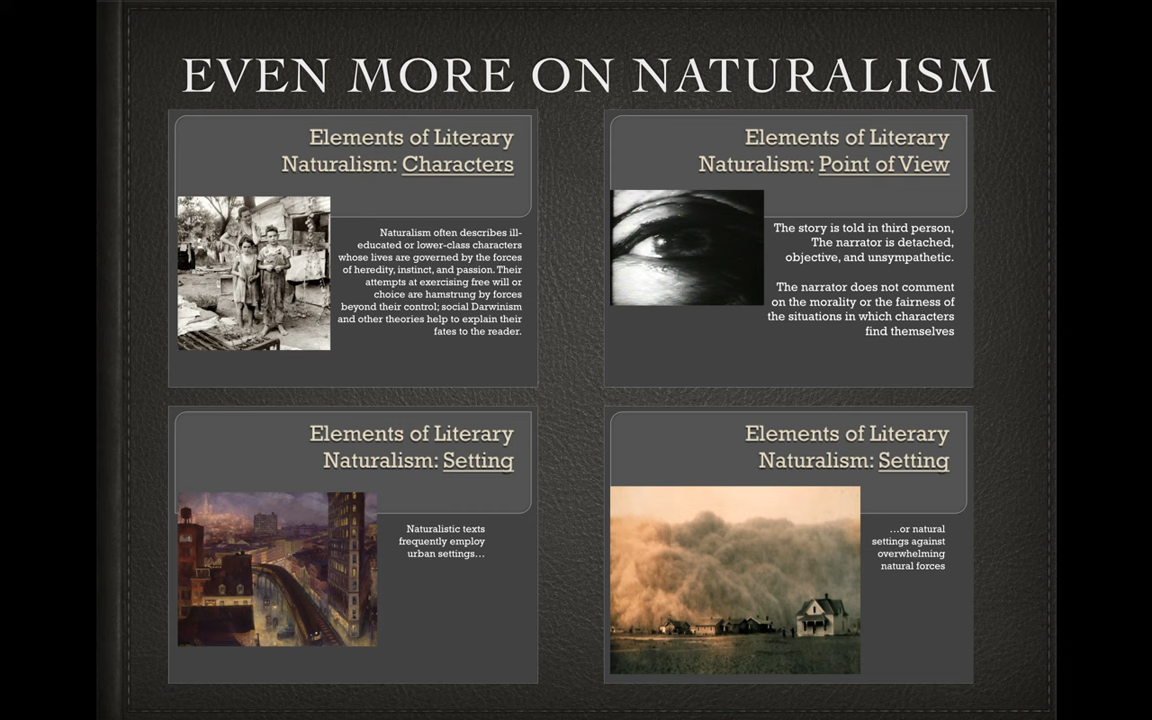 EVEN MORE ON NATURALISM
Elements of Literary
Naturalism: Characters
Naturalism often describes ill-
educated or lower-class characters
whose lives are governed by the forces
of heredity, instinct, and passion. Their
attempts at exercising free will or
choice are hamstrung by forces
beyond their control; social Darwinism
and other theories help to explain their
fates to the reader.
Elements of Literary
Naturalism: Point of View
The story is told in third person,
The narrator is detached,
objective, and unsympathetic.
The narrator does not comment
on the morality or the fairness of
the situations in which characters
find themselves
Elements of Literary
Naturalism: Setting
Naturalistic texts
frequently employ
urban settings…
Elements of Literary
Naturalism: Setting
…or natural
settings against
overwhelming
natural forces